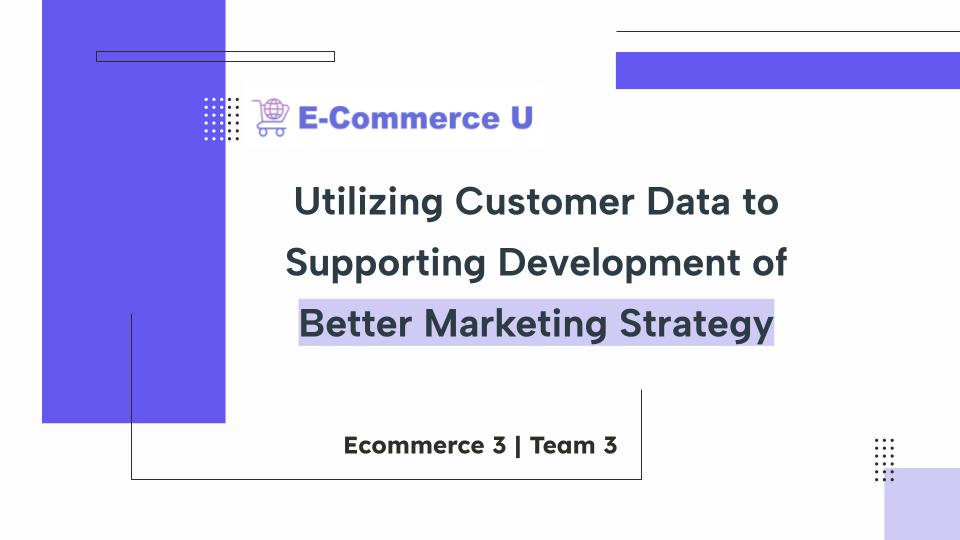 E-Commerce U
Utilizing Customer Data to
Supporting Development of
Better Marketing Strategy
Ecommerce 3 | Team 3